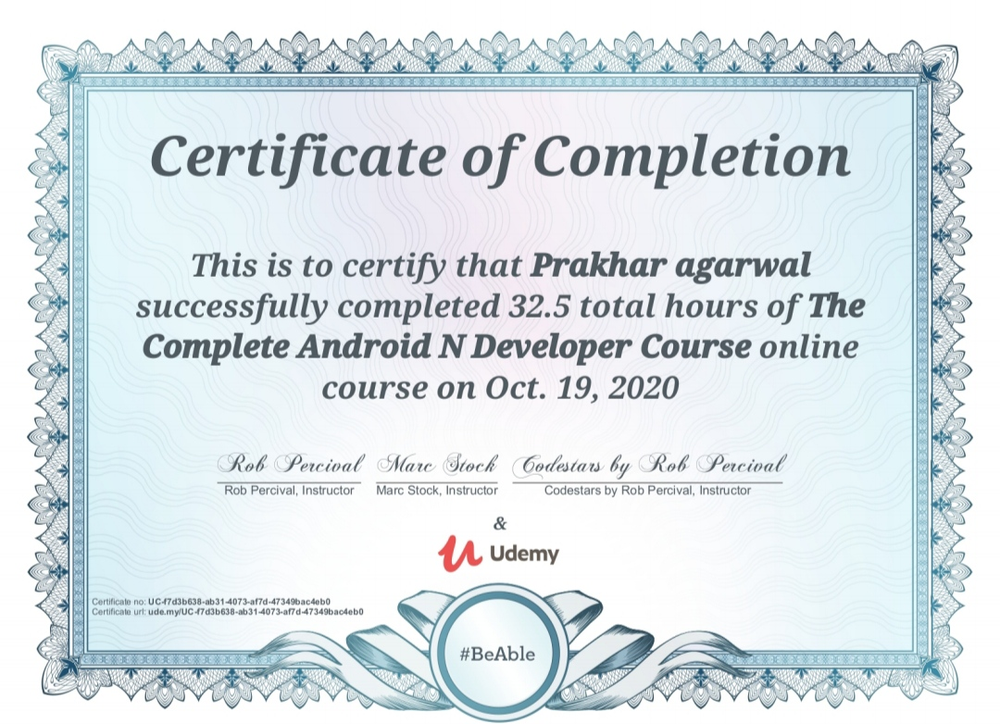 Certificate of Completion
This is to certify that Prakhar agarwal
successfully completed 32.5 total hours of The
Complete Android N Developer Course online
course on Oct. 19, 2020
Rob Percival Marc Stock Codestars by Rob Percival
Rob Percival, Instructor Marc Stock, Instructor Codestars by Rob Percival, Instructor
&
Udemy
Certificate no: UC-f7d3b638-ab31-4073-af7d-47349bac4eb0
Certificate url: ude.my/UC-f7d3b638-ab31-4073-af7d-47349bac4eb0
#BeAble